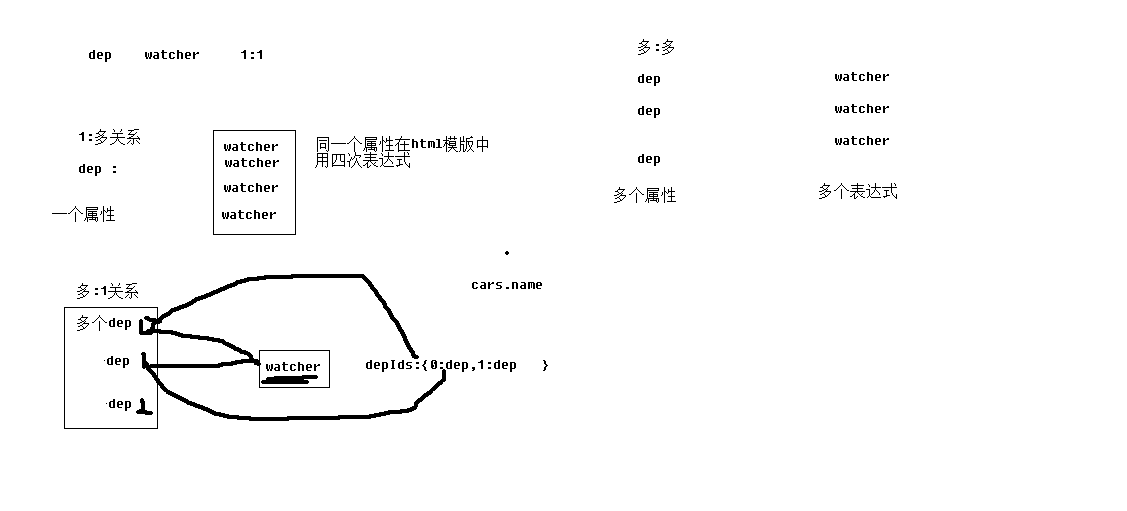 dep watcher 1:1
1:多关系
dep :
一个属性
watcher
watcher
watcher
watcher
同一个属性在html模版中
用四次表达式
多:1关系
多个dep
dep
dep
watcher
cars.name
depIds:{0:dep,1:dep }
多:多
dep
dep
dep
多个属性
watcher
watcher
watcher
多个表达式